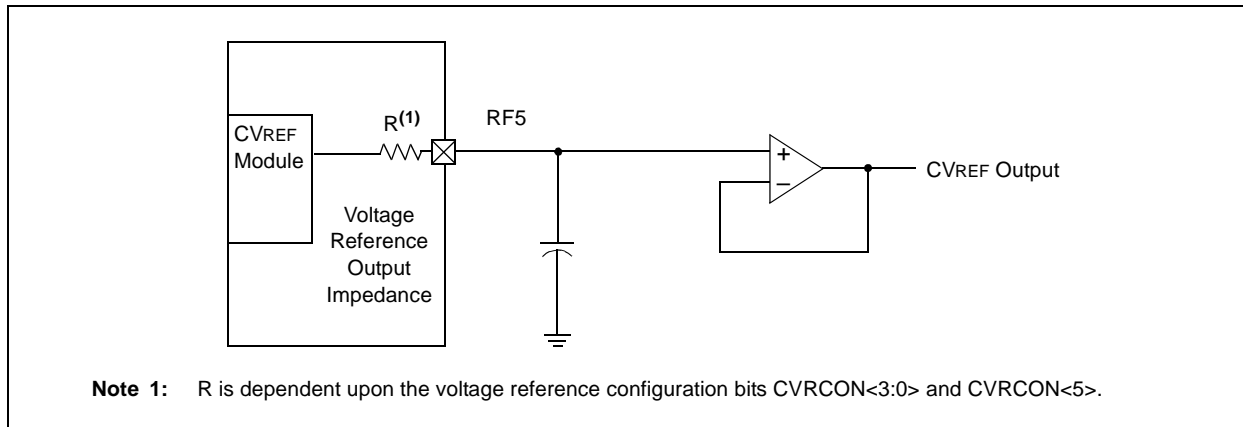 R(1)
RF5
CVREF
Module
+
–
CVREF Output
Voltage
Reference
Output
Impedance
Note 1: R is dependent upon the voltage reference configuration bits CVRCON<3:0> and CVRCON<5>.